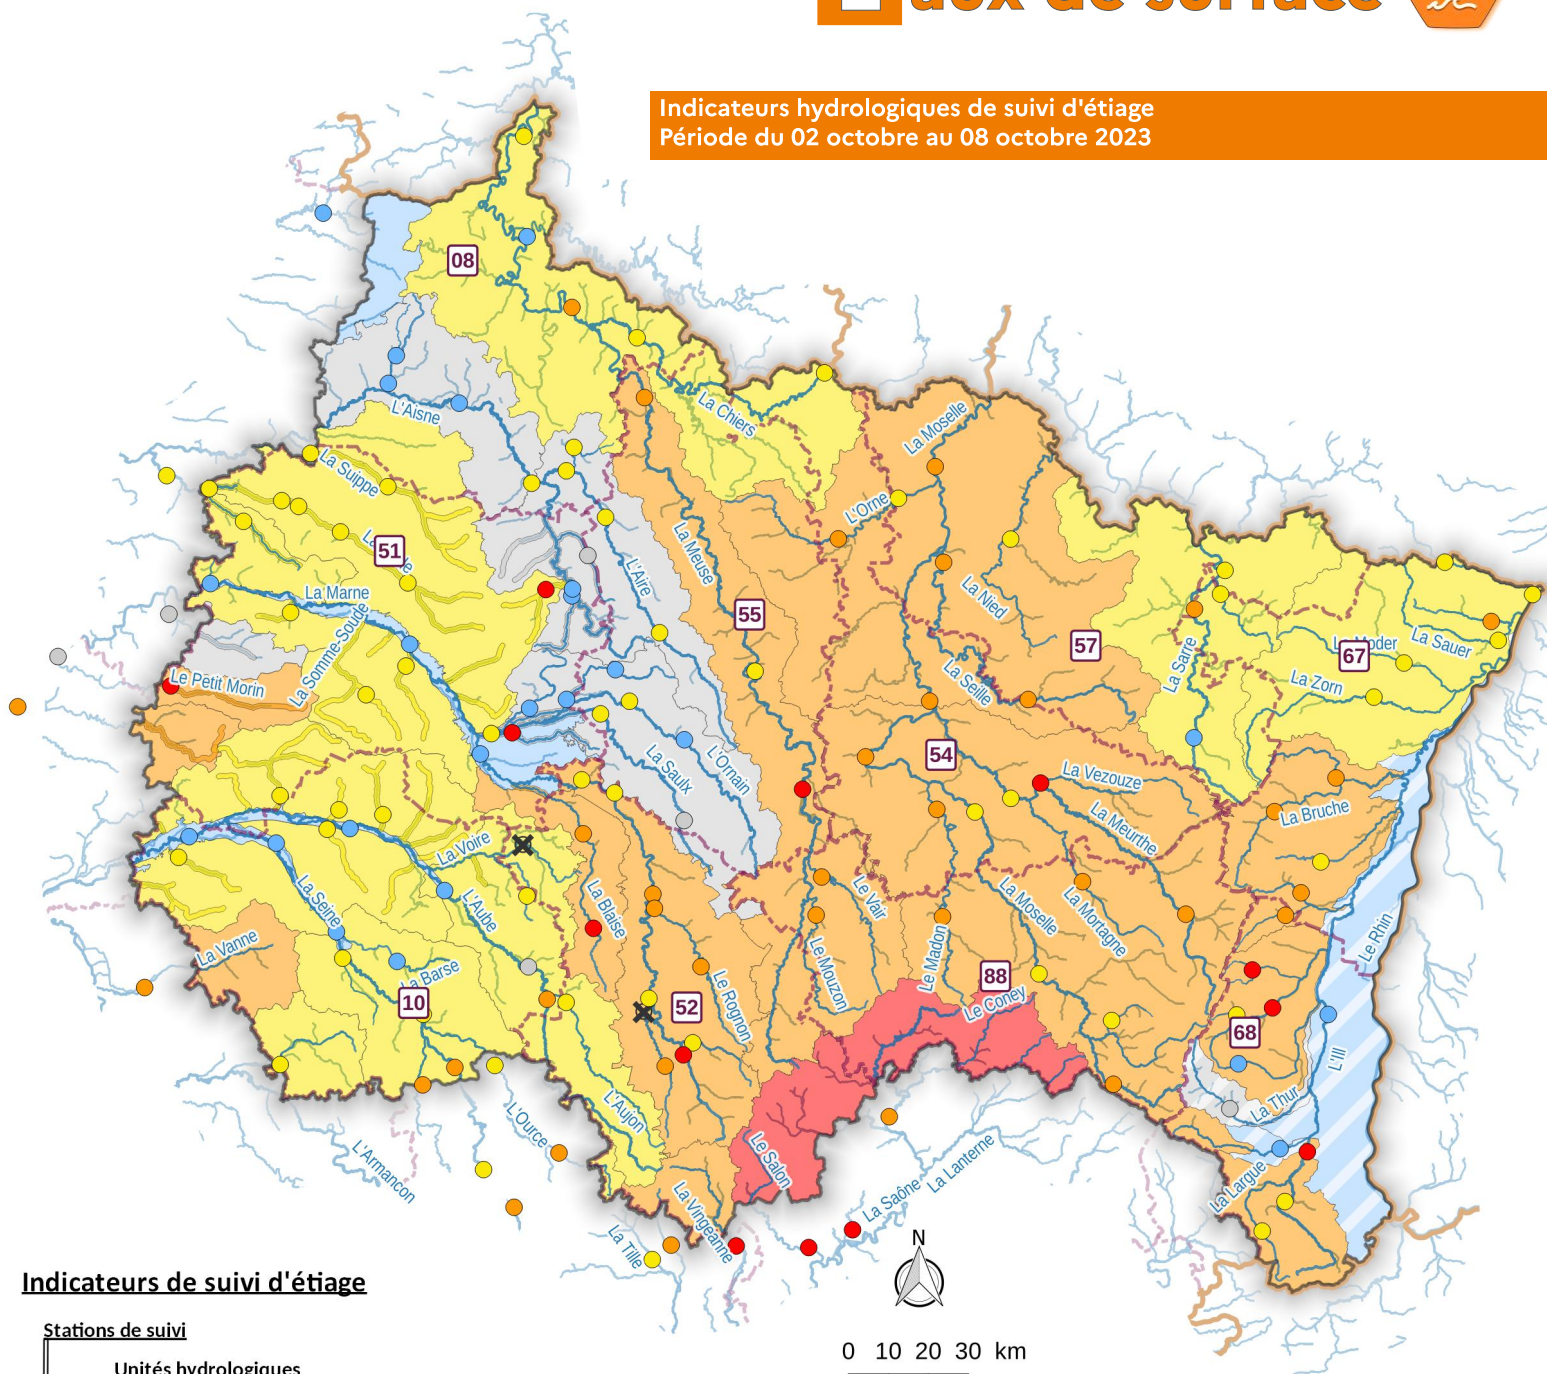 aux de surface
Indicateurs hydrologiques de suivi d'étiage
Période du 02 octobre au 08 octobre 2023
08
La Chiers
L'Aisne
La Moselle
La Suippe
L'Orne
La Meuse
51
L'Aire
La Nied
La Marne
La Somme-Soude
55
57
La Sarre
67
La Sauer
Le Petit Morin
La Seille
La Zorn
54
La Saulx
L'Ornain
La Vezouze
La Meurthe
La Bruche
La Voire
La Seine
L'Aube
La Blaise
Le Vair
La Moselle
La Mortagne
La Vanne
Le Rhin
La Barse
10
52
Le Rognon
Le Mouzon
Le Madon
88
Le Coney
68
L'Ill
La Thur
L'Aujon
L'Ource
L'Armançon
Le Salon
La Vingeanne
La Tille
La Saône
La Lanterne
La Largue
N
Indicateurs de suivi d'étiage
Stations de suivi
Unités hydrologiques
0 10 20 30 km